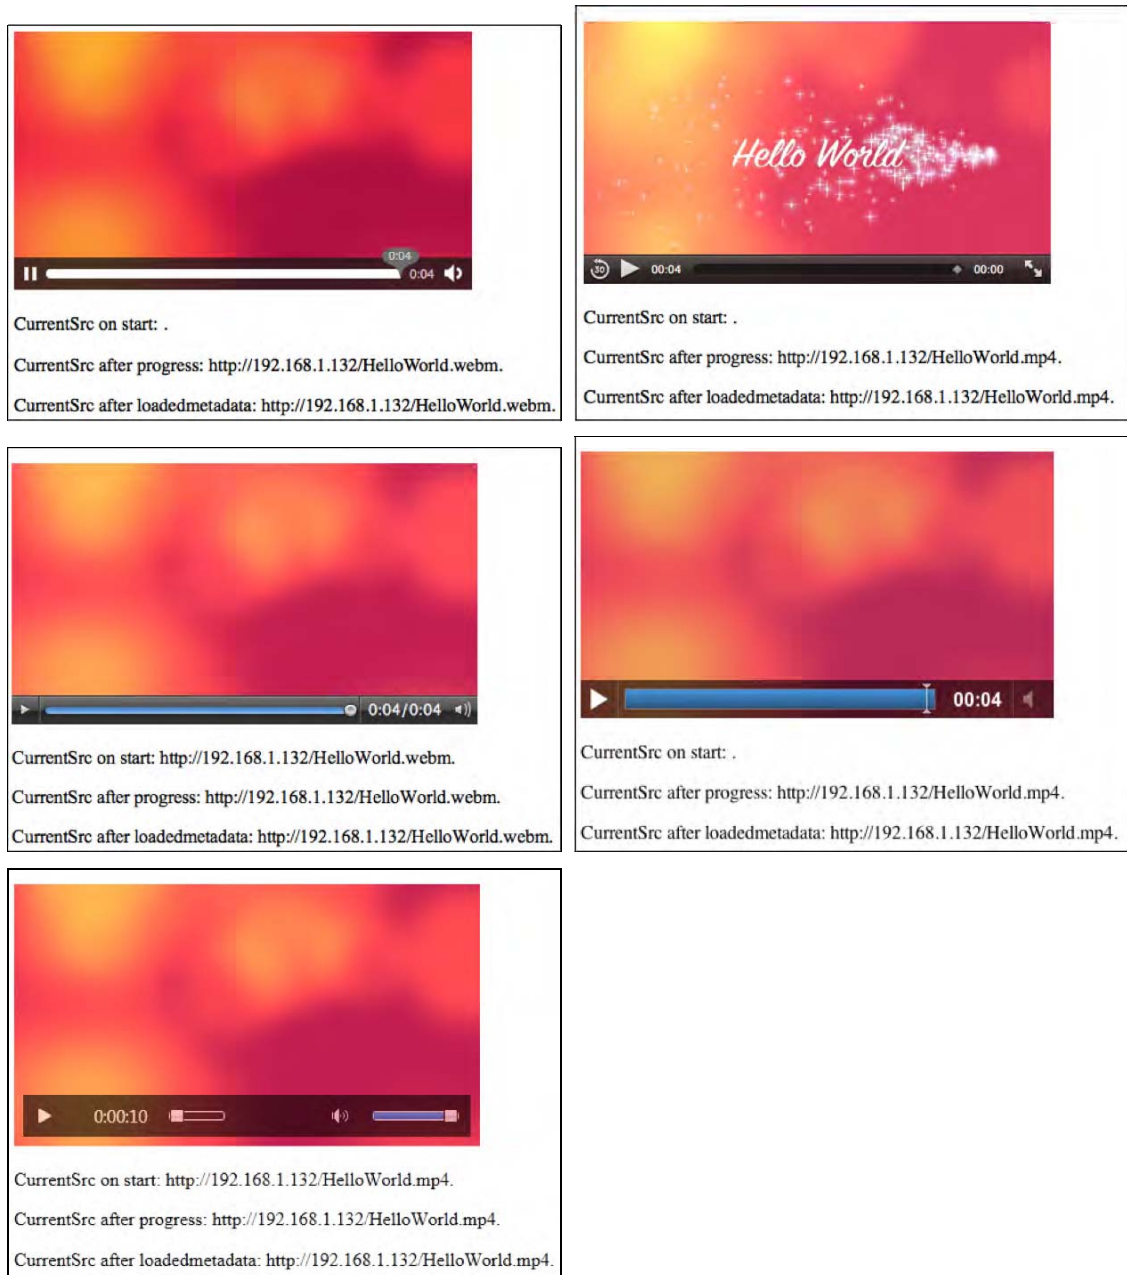 0:04
0:04
CurrentSrc on start: .
CurrentSrc after progress: http://192.168.1.132/HelloWorld.webm.
CurrentSrc after loadedmetadata: http://192.168.1.132/HelloWorld.webm.
Hello World
30 00:04 00:00
CurrentSrc on start: .
CurrentSrc after progress: http://192.168.1.132/HelloWorld.mp4.
CurrentSrc after loadedmetadata: http://192.168.1.132/HelloWorld.mp4.
0:04/0:04
CurrentSrc on start: http://192.168.1.132/HelloWorld.webm.
CurrentSrc after progress: http://192.168.1.132/HelloWorld.webm.
CurrentSrc after loadedmetadata: http://192.168.1.132/HelloWorld.webm.
00:04
CurrentSrc on start: .
CurrentSrc after progress: http://192.168.1.132/HelloWorld.mp4.
CurrentSrc after loadedmetadata: http://192.168.1.132/HelloWorld.mp4.
0:00:10
CurrentSrc on start: http://192.168.1.132/HelloWorld.mp4.
CurrentSrc after progress: http://192.168.1.132/HelloWorld.mp4.
CurrentSrc after loadedmetadata: http://192.168.1.132/HelloWorld.mp4.